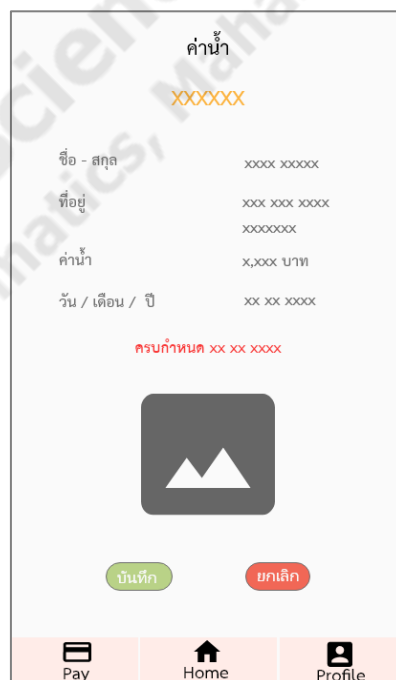 ค่าน้ำ
XXXXXX
ชื่อ - สกุล xxxx xxxxx
ที่อยู่ xxx xxx xxxx
xxxxxxx
ค่าน้ำ x,xxx บาท
วัน / เดือน / ปี xx xx xxxx
ครบกำหนด xx xx xxxx
บันทึก ยกเลิก
Pay Home Profile